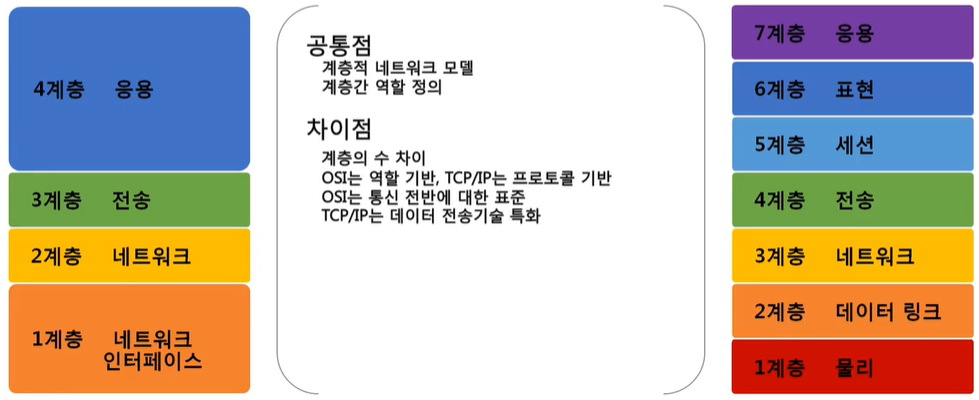 4계층 응용
3계층 전송
2계층 네트워크
1계층 네트워크
인터페이스
공통점
계층적 네트워크 모델
계층간 역할 정의
차이점
계층의 수 차이
OSI는 역할 기반, TCP/IP는 프로토콜 기반
OSI는 통신 전반에 대한 표준
TCP/IP는 데이터 전송기술 특화
7계층 응용
6계층 표현
5계층 세션
4계층 전송
3계층 네트워크
2계층 데이터 링크
1계층 물리